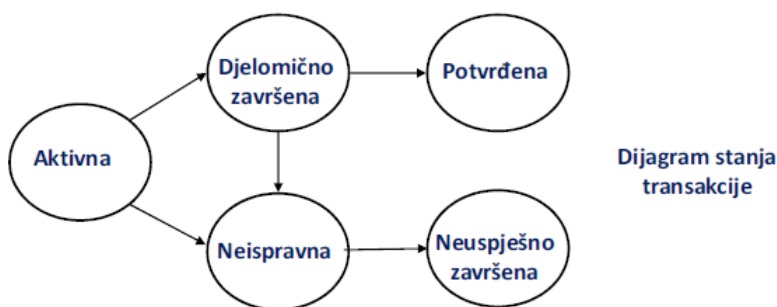 Djelomično
završena
Potvrđena
Aktivna
Dijagram stanja
transakcije
Neispravna
Neuspješno
završena